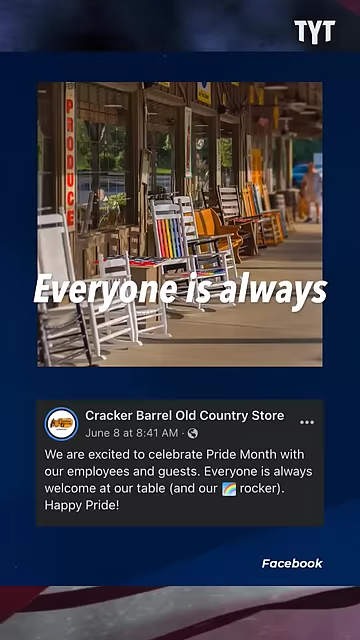 TYT
PRODUCE
Everyone is always
Cracker Barrel Old Country Store
June 8 at 8:41 AM ·
We are excited to celebrate Pride Month with
our employees and guests. Everyone is always
welcome at our table (and our 🌈 rocker).
Happy Pride!
Facebook